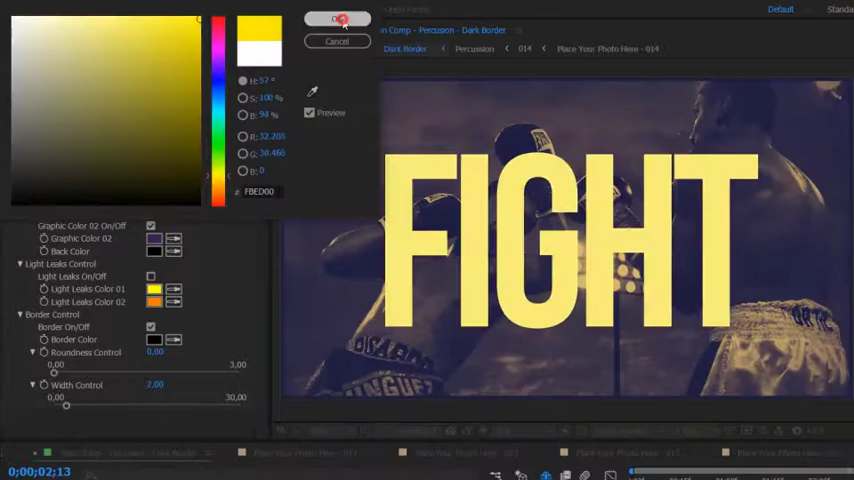 OK
Default
Standa
n Comp - Percusion - Dark Border
Cancel
Dark Border
Percussion
014
Place Your Photo Here - 014
H: 57 °
S: 100 %
B: 94 %
Preview
R: 32.203
G: 30.460
B: 0
# FBED00
FIGHT
Graphic Color 02 On/Off
Graphic Color 02
Back Color
Light Leaks Control
Light Leaks On/Off
Light Leaks Color 01
Light Leaks Color 02
Border Control
Border On/Off
Border Color
Roundness Control 0,00
0,00 3,00
Width Control 2,00
0,00 30,00
UNGUE
0;00;02;13